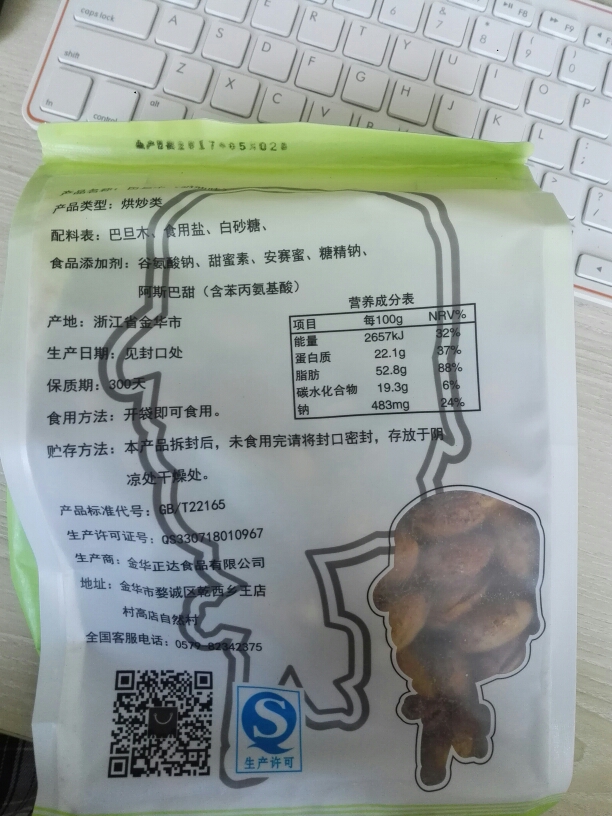 caps lock
A
S
D
F
G
H
J
K
L
E
R
T
Y
U
I
O
P
shift
Z
X
C
V
B
fn
control
alt
6
&
7
*
8
(
9
)
0
F8
F9
2017 05 02
产品类型：烘炒类
配料表：巴旦木、食用盐、白砂糖、
食品添加剂：谷氨酸钠、甜蜜素、安赛蜜、糖精钠、
阿斯巴甜（含苯丙氨基酸）
产地：浙江省金华市
生产日期：见封口处
保质期：300天
食用方法：开袋即可食用。
贮存方法：本产品拆封后，未食用完请将封口密封，存放于阴
凉处干燥处。
营养成分表
项目 每100g NRV%
能量 2657kJ 32%
蛋白质 22.1g 37%
脂肪 52.8g 88%
碳水化合物 19.3g 6%
钠 483mg 24%
产品标准代号：GB/T22165
生产许可证号：QS330718010967
生产商：金华正达食品有限公司
地址：金华市婺诚区乾西乡王店
村高店自然村
全国客服电话：0579-82342375
S
生产许可